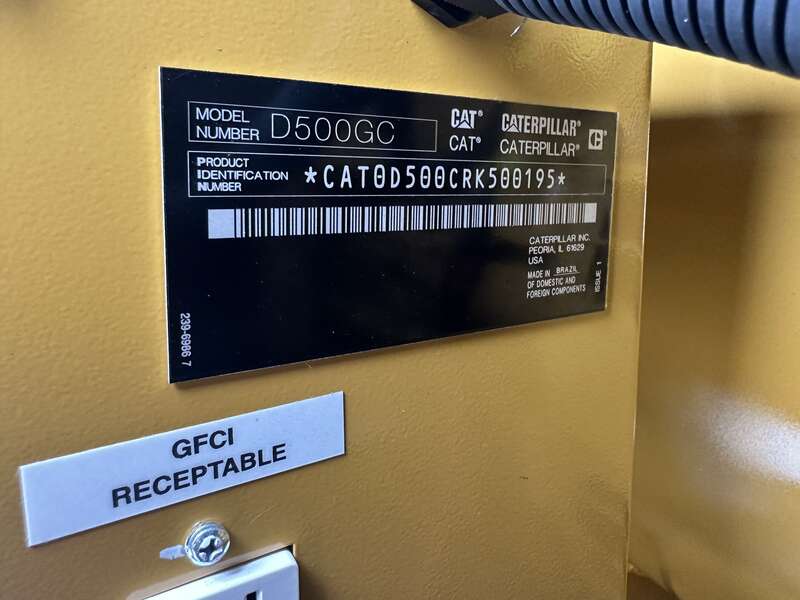 MODEL
NUMBER D500GC
CAT® CATERPILLAR®
CAT® CATERPILLAR® C
PRODUCT
IDENTIFICATION
NUMBER
*CAT0D500CRK500195*
CATERPILLAR INC.
PEORIA, IL 61629
USA
MADE IN BRAZIL
OF DOMESTIC AND
FOREIGN COMPONENTS
ISSUE 1
239-6986 7
GFCI
RECEPTABLE